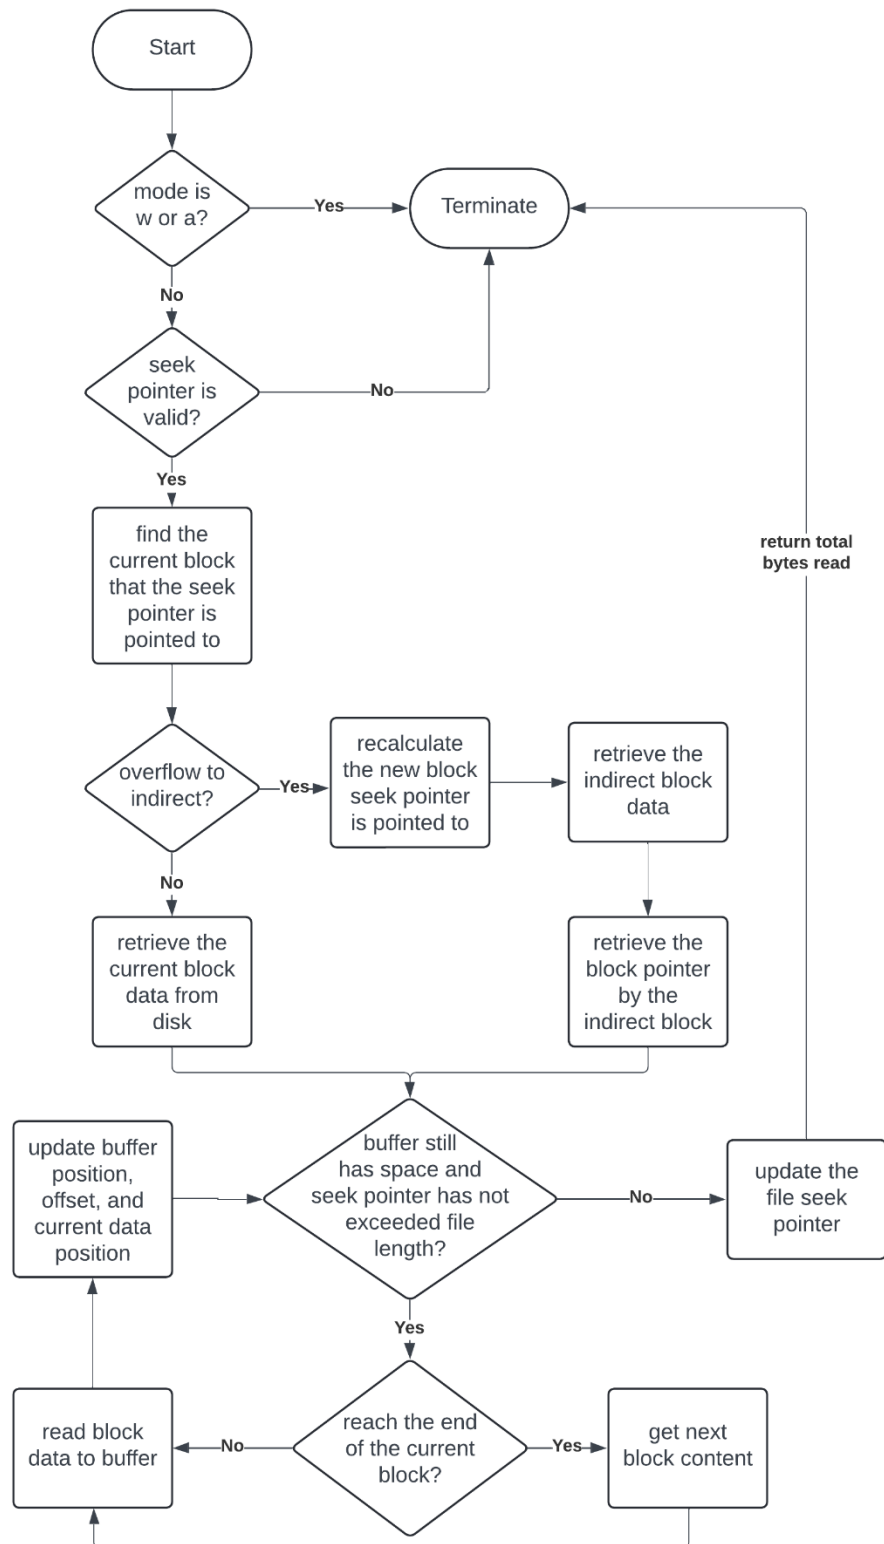 Start
mode is
w or a?
Yes
Terminate
No
seek
pointer is
valid?
No
Yes
find the
current block
that the seek
pointer is
pointed to
return total
bytes read
overflow to
indirect?
Yes
recalculate
the new block
seek pointer
is pointed to
retrieve the
indirect block
data
No
retrieve the
current block
data from
disk
retrieve the
block pointer
by the
indirect block
update buffer
position,
offset, and
current data
position
buffer still
has space and
seek pointer has not
exceeded file
length?
No
update the
file seek
pointer
Yes
read block
data to buffer
No
reach the end
of the current
block?
Yes
get next
block content